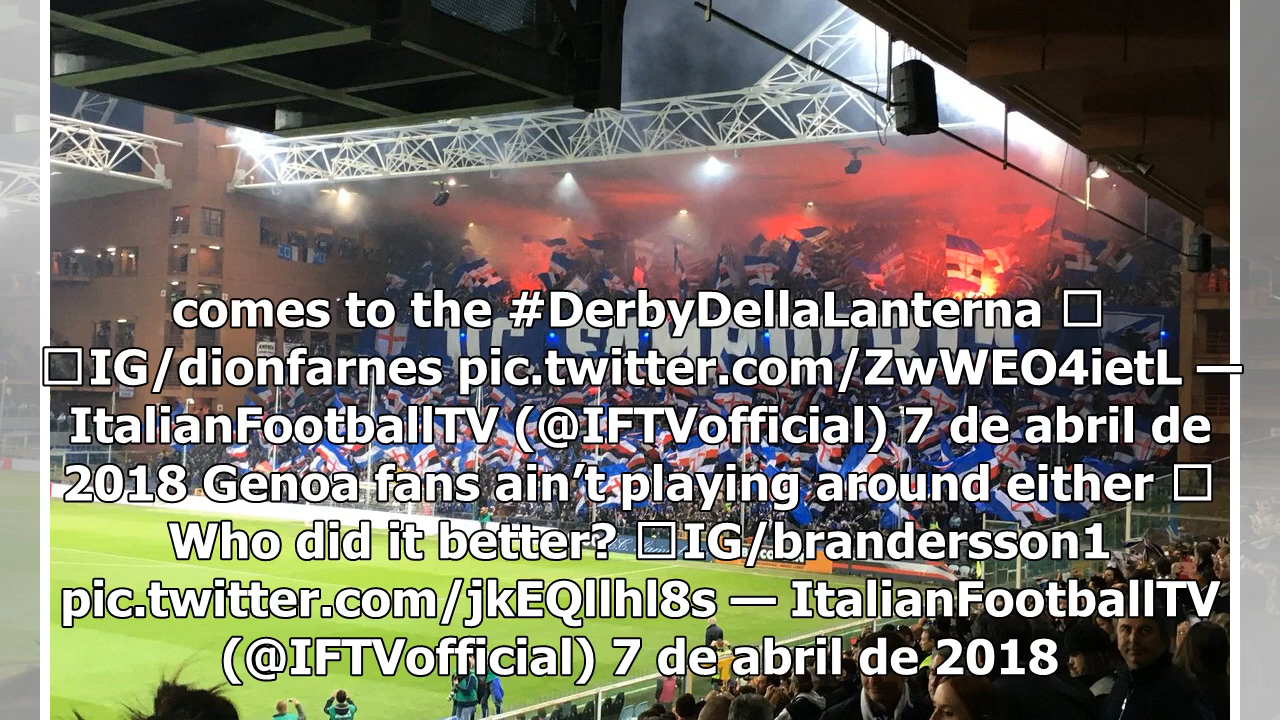 comes to the #DerbyDellaLanterna □
□IG/dionfarnes pic.twitter.com/ZwWEO4ietL —
ItalianFootballTV (@IFTVofficial) 7 de abril de
2018 Genoa fans ain’t playing around either □
Who did it better? □IG/brandersson1
pic.twitter.com/jkEQllhl8s — ItalianFootballTV
(@IFTVofficial) 7 de abril de 2018